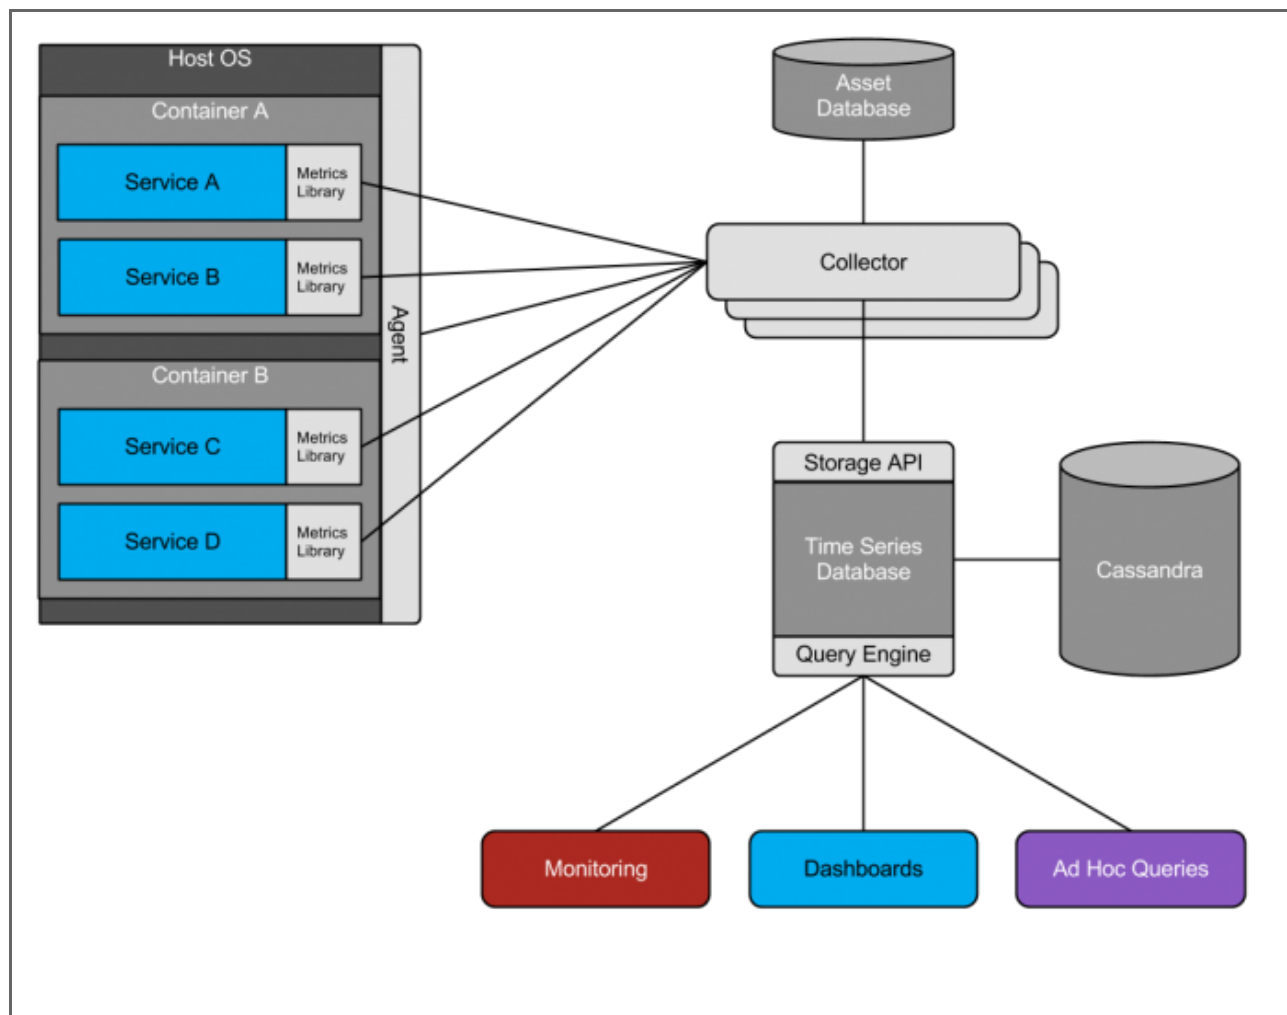 Host OS
Container A
Service A
Metrics
Library
Service B
Metrics
Library
Agent
Container B
Service C
Metrics
Library
Service D
Metrics
Library
Asset
Database
Collector
Storage API
Time Series
Database
Query Engine
Cassandra
Monitoring
Dashboards
Ad Hoc Queries